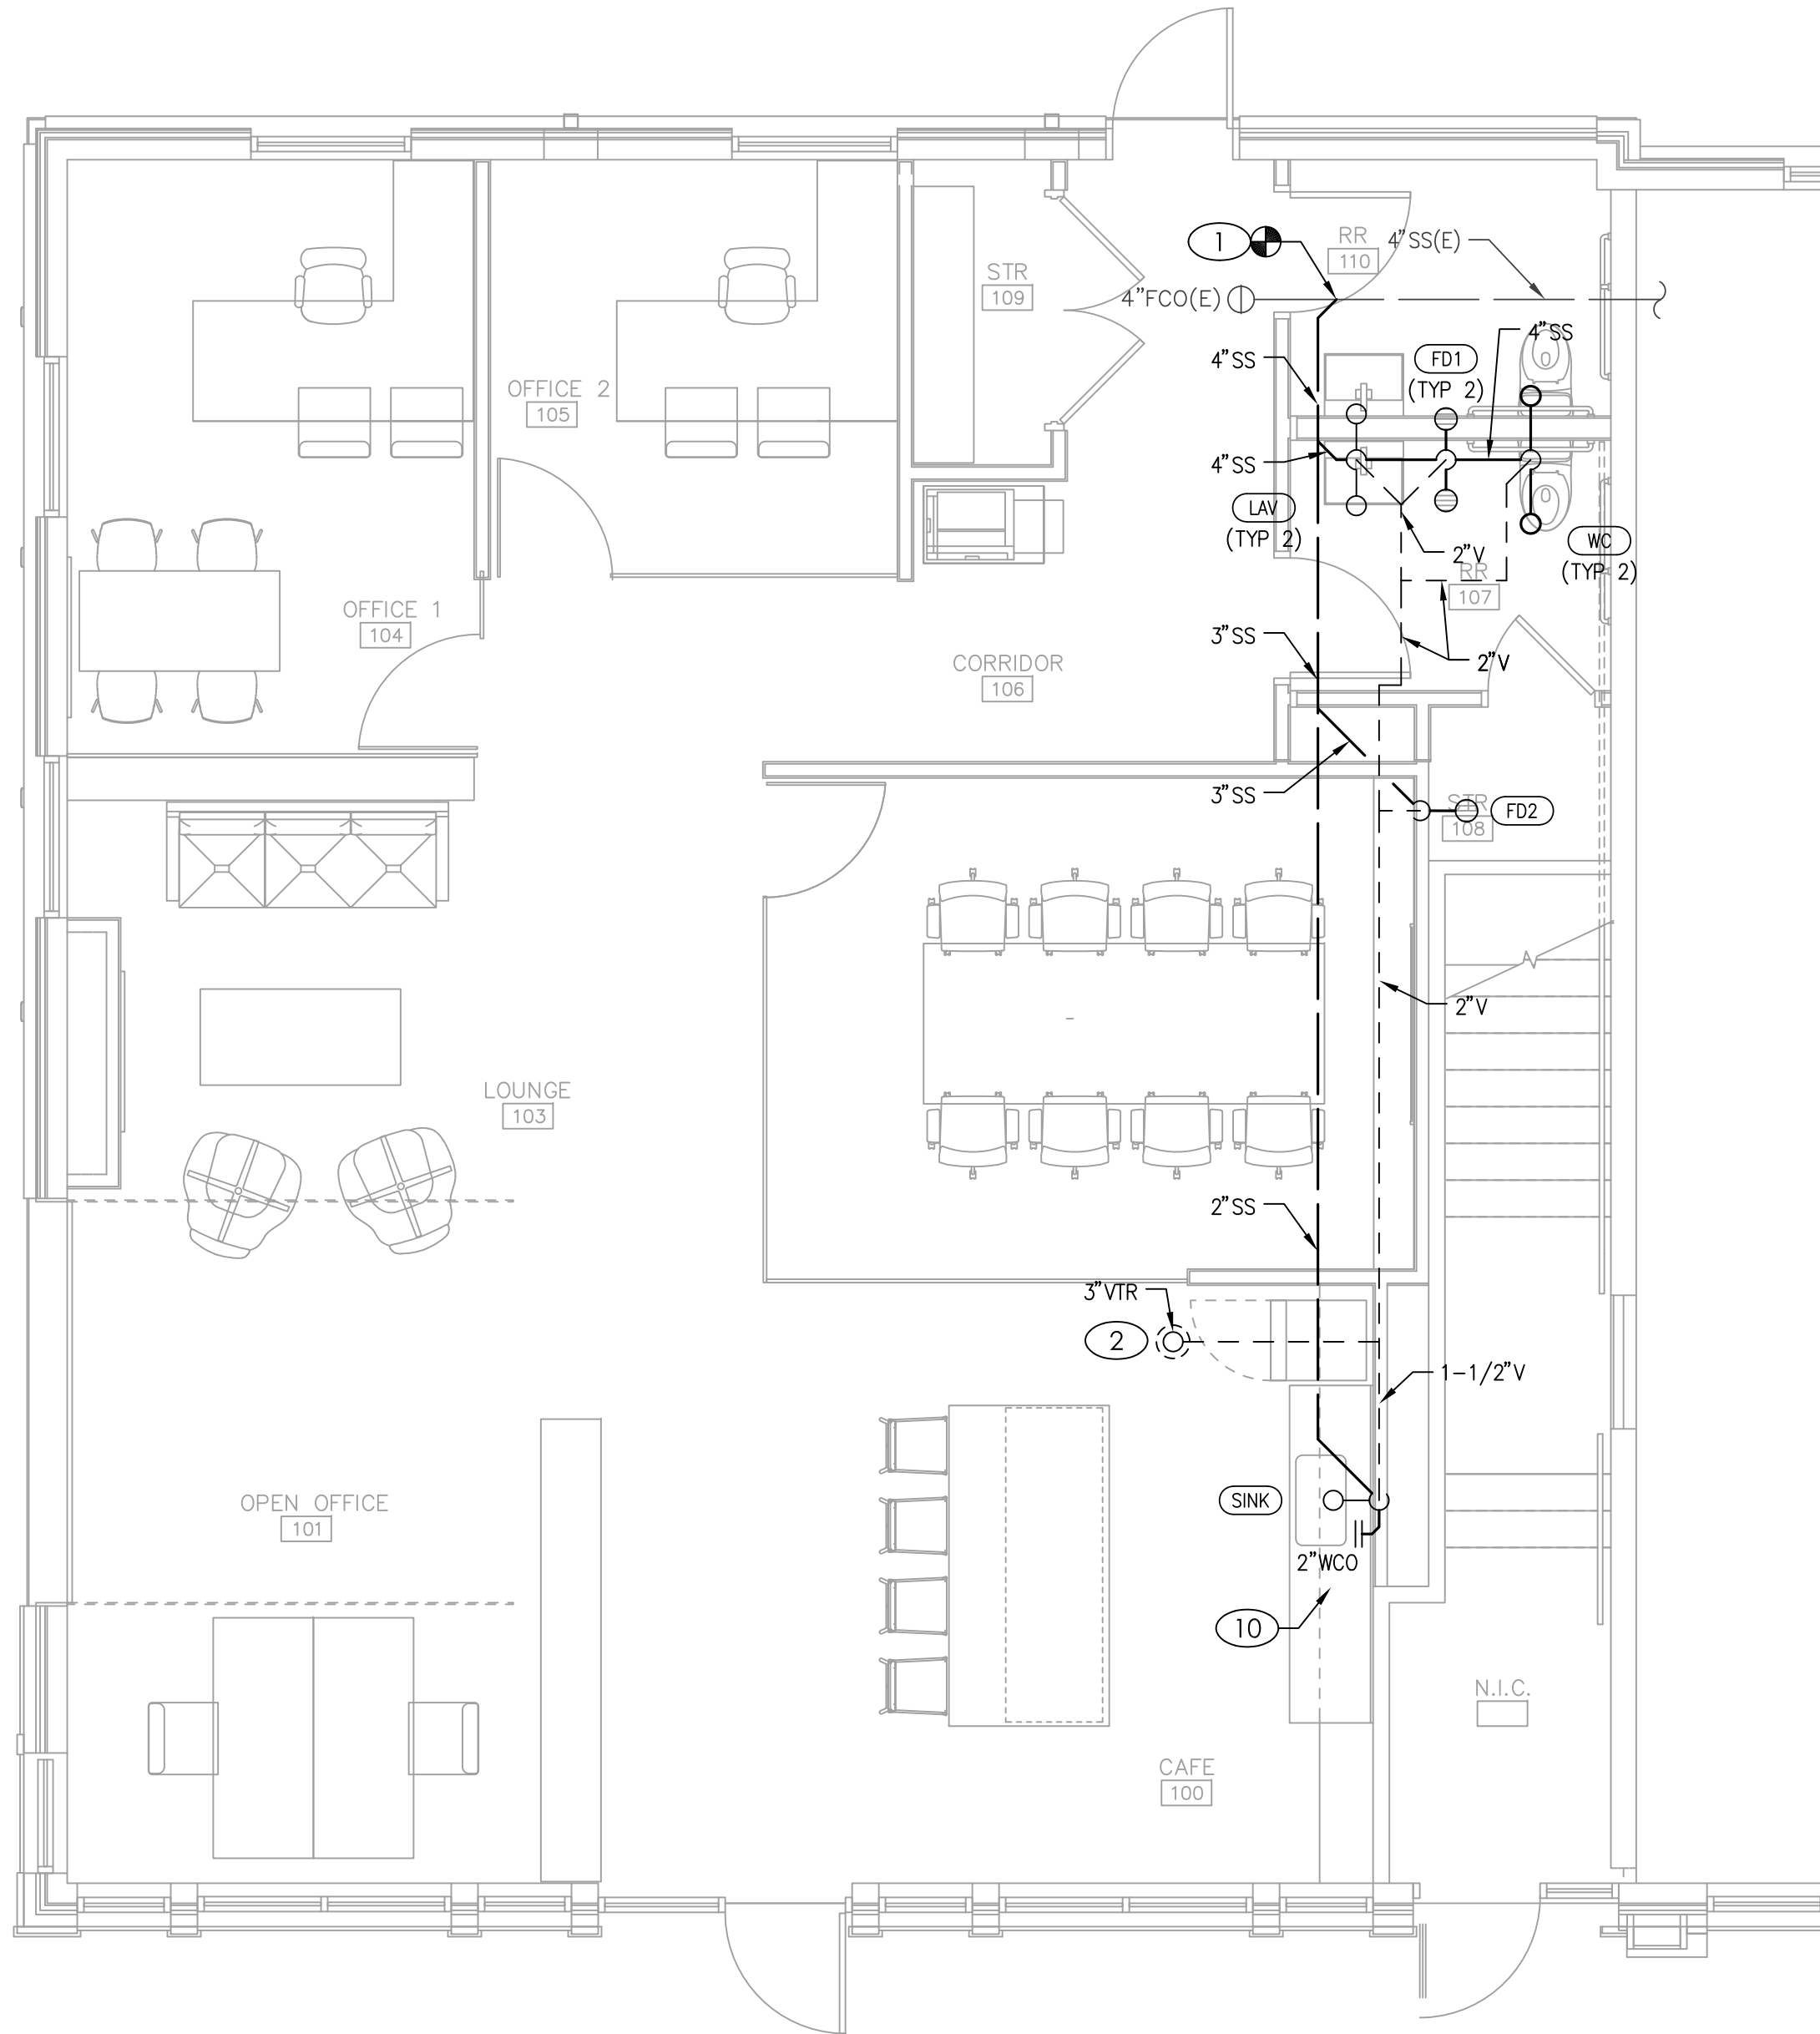 1
RR
110
4"SS(E)
STR
109
4"FCO(E)
4"SS
4"SS
FD1
(TYP 2)
OFFICE 2
105
4"SS
LAV
(TYP 2)
WC
(TYP 2)
2"V
RR
107
OFFICE 1
104
3"SS
2"V
CORRIDOR
106
3"SS
STR
108
FD2
2"V
LOUNGE
103
2"SS
3"VTR
2
1-1/2"V
OPEN OFFICE
101
SINK
2"WCO
10
N.I.C.
CAFE
100